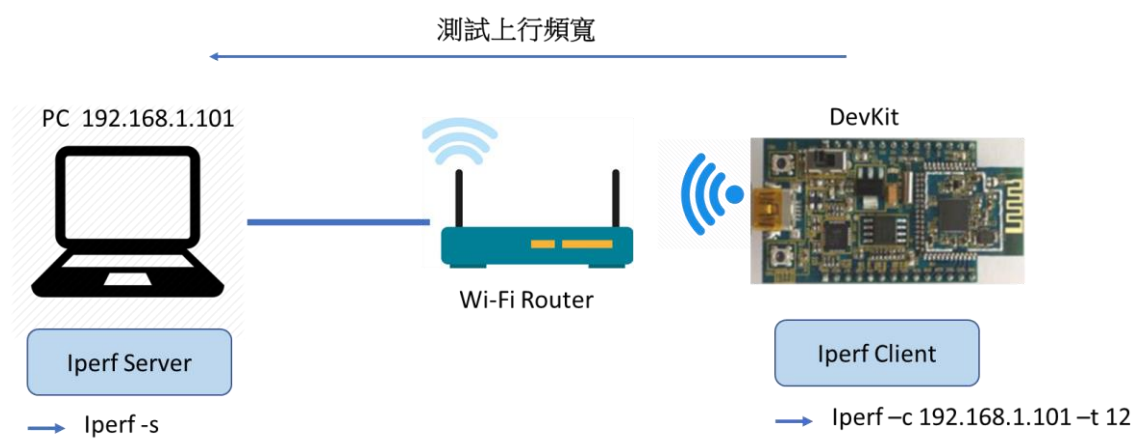 測試上行頻寬
PC 192.168.1.101
DevKit
Wi-Fi Router
Iperf Server
Iperf Client
Iperf -s
Iperf –c 192.168.1.101 –t 12